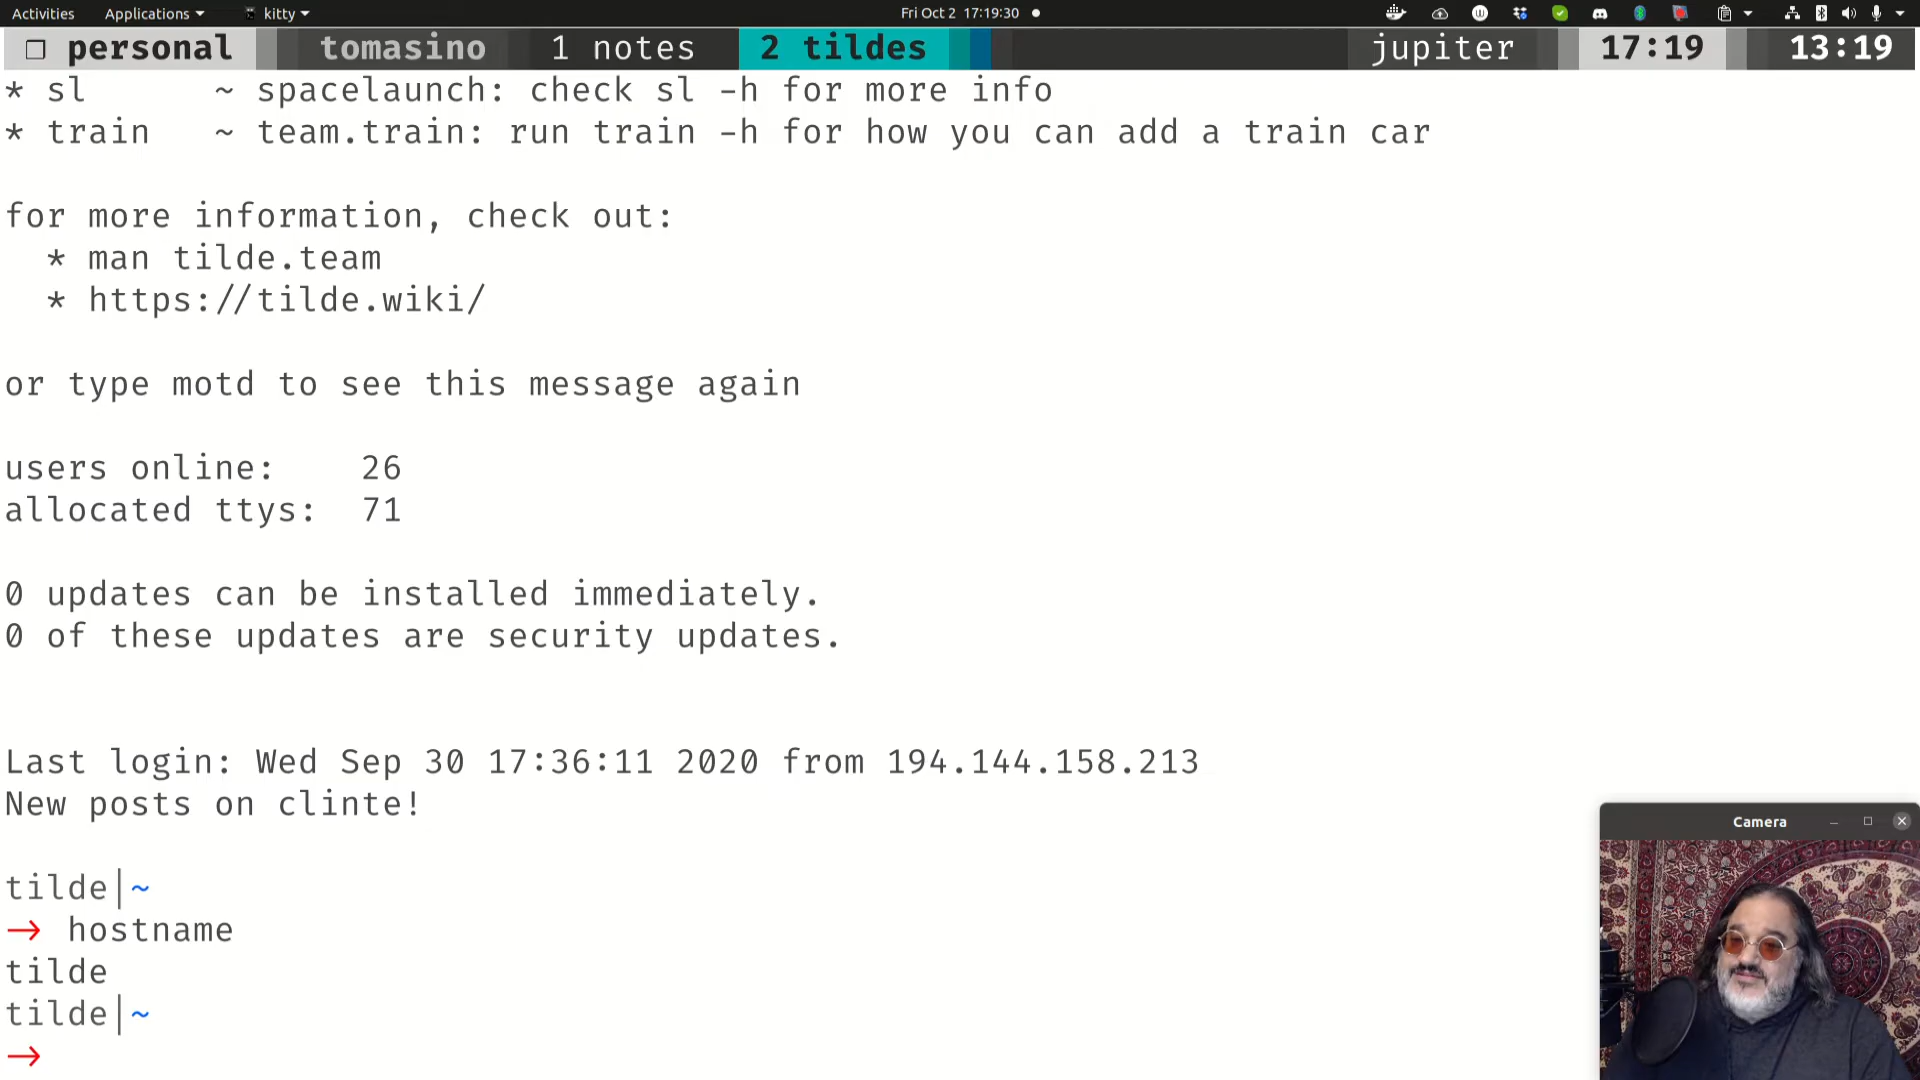 Activities Applications kitty Fri Oct 2 17:19:30
personal tomasino 1 notes 2 tildes jupiter 17:19 13:19
* sl ~ spacelaunch: check sl -h for more info
* train ~ team.train: run train -h for how you can add a train car
for more information, check out:
* man tilde.team
* https://tilde.wiki/
or type motd to see this message again
users online: 26
allocated ttys: 71
0 updates can be installed immediately.
0 of these updates are security updates.
Last login: Wed Sep 30 17:36:11 2020 from 194.144.158.213
New posts on clinte!
tilde|~
→ hostname
tilde
tilde|~
→
Camera